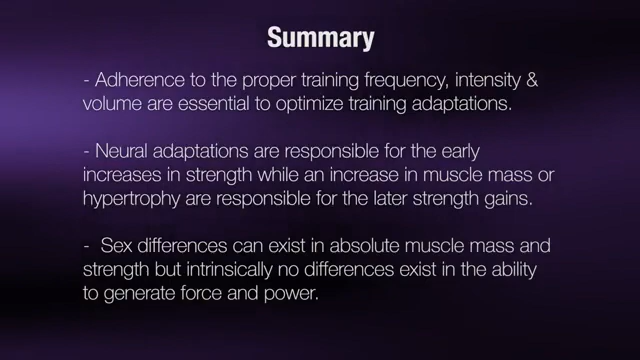 Summary
- Adherence to the proper training frequency, intensity &
volume are essential to optimize training adaptations.
- Neural adaptations are responsible for the early
increases in strength while an increase in muscle mass or
hypertrophy are responsible for the later strength gains.
-  Sex differences can exist in absolute muscle mass and
strength but intrinsically no differences exist in the ability
to generate force and power.